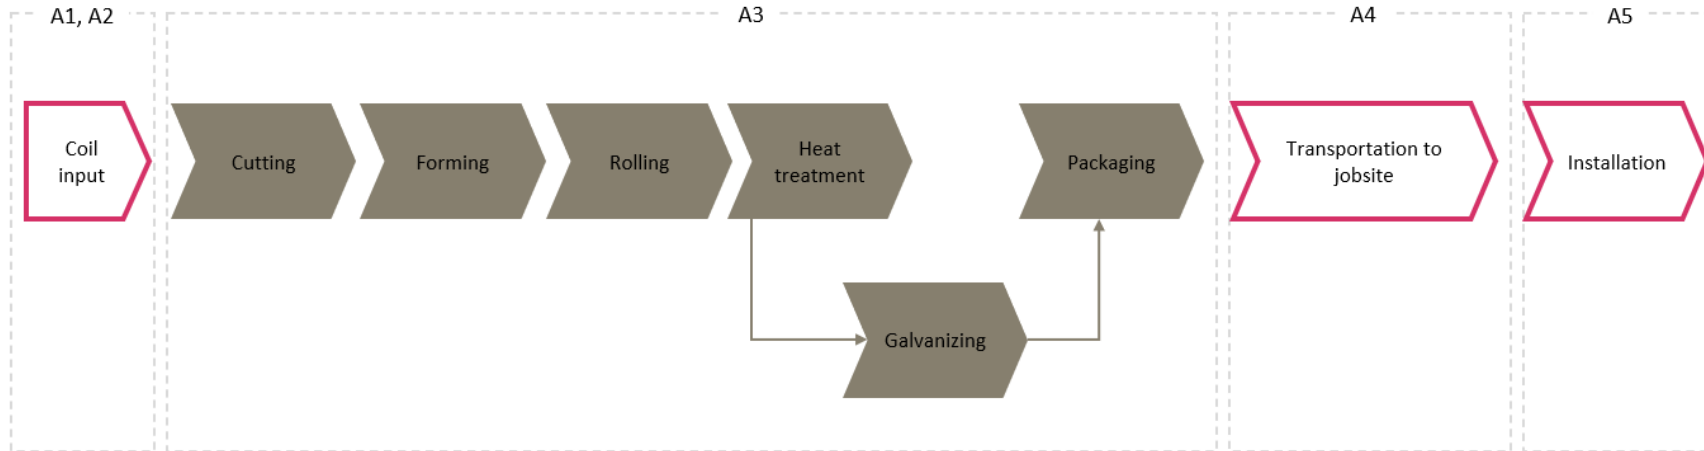 A1, A2
A3
A4
A5
Coil
input
Cutting
Forming
Rolling
Heat
treatment
Packaging
Transportation to
jobsite
Installation
Galvanizing